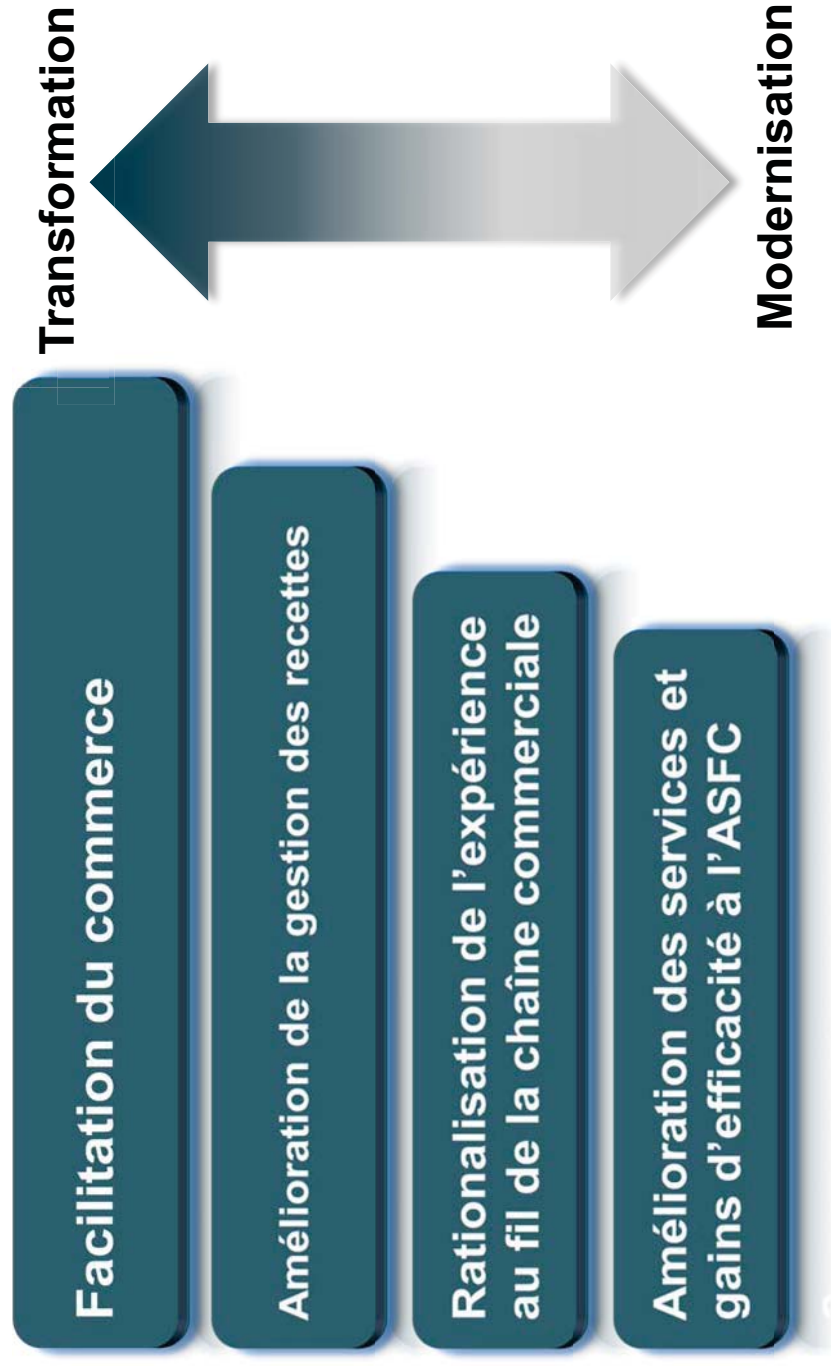 Transformation
Facilitation du commerce
Amélioration de la gestion des recettes
Rationalisation de l'expérience
au fil de la chaîne commerciale
Amélioration des services et
gains d'efficacité à l'ASFC
Modernisation